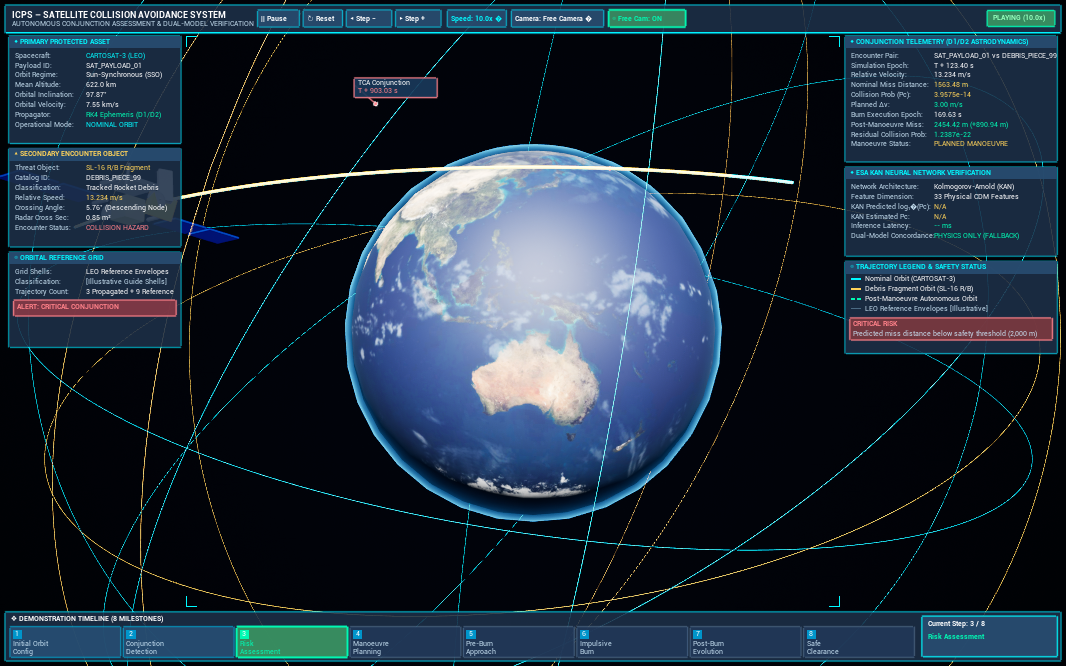 ICPS – SATELLITE COLLISION AVOIDANCE SYSTEM
AUTONOMOUS CONJUNCTION ASSESSMENT & DUAL-MODEL VERIFICATION
|| Pause
↻ Reset
◂ Step −
▸ Step +
Speed: 10.0x �
Camera: Free Camera �
Free Cam: ON
PLAYING (10.0x)
PRIMARY PROTECTED ASSET
Spacecraft: CARTOSAT-3 (LEO)
Payload ID: SAT_PAYLOAD_01
Orbit Regime: Sun-Synchronous (SSO)
Mean Altitude: 622.0 km
Orbital Inclination: 97.87°
Orbital Velocity: 7.55 km/s
Propagator: RK4 Ephemeris (D1/D2)
Operational Mode: NOMINAL ORBIT
SECONDARY ENCOUNTER OBJECT
Threat Object: SL-16 R/B Fragment
Catalog ID: DEBRIS_PIECE_99
Classification: Tracked Rocket Debris
Relative Speed: 13.234 m/s
Crossing Angle: 5.76° (Descending Node)
Radar Cross Sec: 0.85 m²
Encounter Status: COLLISION HAZARD
ORBITAL REFERENCE GRID
Grid Shells: LEO Reference Envelopes
Classification: [Illustrative Guide Shells]
Trajectory Count: 3 Propagated + 9 Reference
ALERT: CRITICAL CONJUNCTION
TCA Conjunction
T + 903.03 s
CONJUNCTION TELEMETRY (D1/D2 ASTRODYNAMICS)
Encounter Pair: SAT_PAYLOAD_01 vs DEBRIS_PIECE_99
Simulation Epoch: T + 123.40 s
Relative Velocity: 13.234 m/s
Nominal Miss Distance: 1563.48 m
Collision Prob (Pc): 3.9575e-14
Planned Δv: 3.00 m/s
Burn Execution Epoch: 169.63 s
Post-Manoeuvre Miss: 2454.42 m (+890.94 m)
Residual Collision Prob: 1.2387e-22
Manoeuvre Status: PLANNED MANOEUVRE
ESA KAN NEURAL NETWORK VERIFICATION
Network Architecture: Kolmogorov-Arnold (KAN)
Feature Dimension: 33 Physical CDM Features
KAN Predicted log₁�(Pc): N/A
KAN Estimated Pc: N/A
Inference Latency: -- ms
Dual-Model Concordance: PHYSICS ONLY (FALLBACK)
TRAJECTORY LEGEND & SAFETY STATUS
Nominal Orbit (CARTOSAT-3)
Debris Fragment Orbit (SL-16 R/B)
Post-Manoeuvre Autonomous Orbit
LEO Reference Envelopes [Illustrative]
CRITICAL RISK
Predicted miss distance below safety threshold (2,000 m)
❖ DEMONSTRATION TIMELINE (8 MILESTONES)
1
Initial Orbit
Config
2
Conjunction
Detection
3
Risk
Assessment
4
Manoeuvre
Planning
5
Pre-Burn
Approach
6
Impulsive
Burn
7
Post-Burn
Evolution
8
Safe
Clearance
Current Step: 3 / 8
Risk Assessment